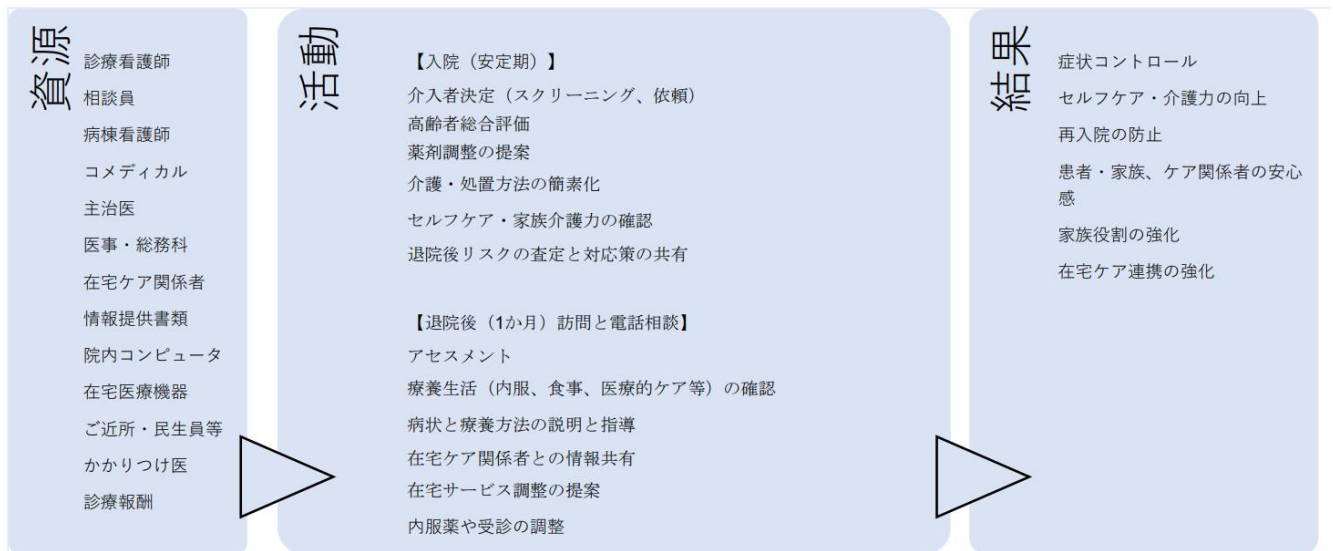 資源
診療看護師
相談員
病棟看護師
コメディカル
主治医
医事・総務科
在宅ケア関係者
情報提供書類
院内コンピュータ
在宅医療機器
ご近所・民生員等
かかりつけ医
診療報酬
活動
【入院（安定期）】
介入者決定（スクリーニング、依頼）
高齢者総合評価
薬剤調整の提案
介護・処置方法の簡素化
セルフケア・家族介護力の確認
退院後リスクの査定と対応策の共有
【退院後（1か月）訪問と電話相談】
アセスメント
療養生活（内服、食事、医療的ケア等）の確認
病状と療養方法の説明と指導
在宅ケア関係者との情報共有
在宅サービス調整の提案
内服薬や受診の調整
結果
症状コントロール
セルフケア・介護力の向上
再入院の防止
患者・家族、ケア関係者の安心
感
家族役割の強化
在宅ケア連携の強化